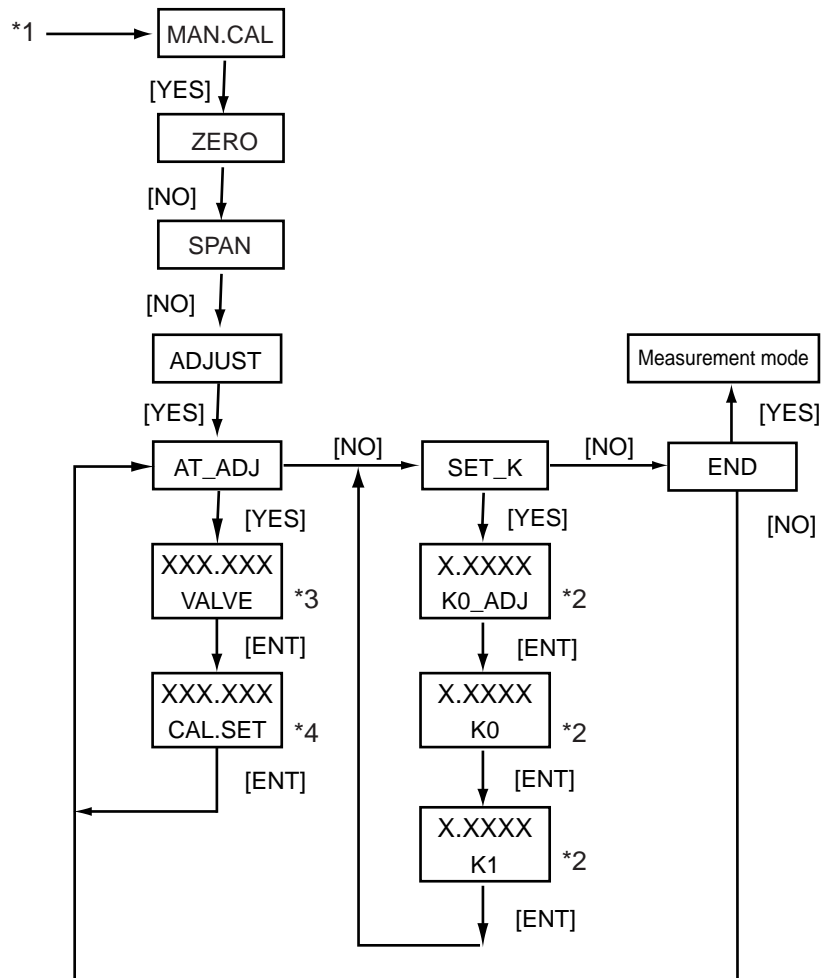 *1
MAN.CAL
[YES]
ZERO
[NO]
SPAN
[NO]
ADJUST
Measurement mode
[YES]
[YES]
AT_ADJ
[NO]
SET_K
[NO]
END
[YES]
[YES]
[NO]
XXX.XXX
VALVE
*3
X.XXXX
K0_ADJ
*2
[ENT]
[ENT]
XXX.XXX
CAL.SET
*4
X.XXXX
K0
*2
[ENT]
[ENT]
X.XXXX
K1
*2
[ENT]